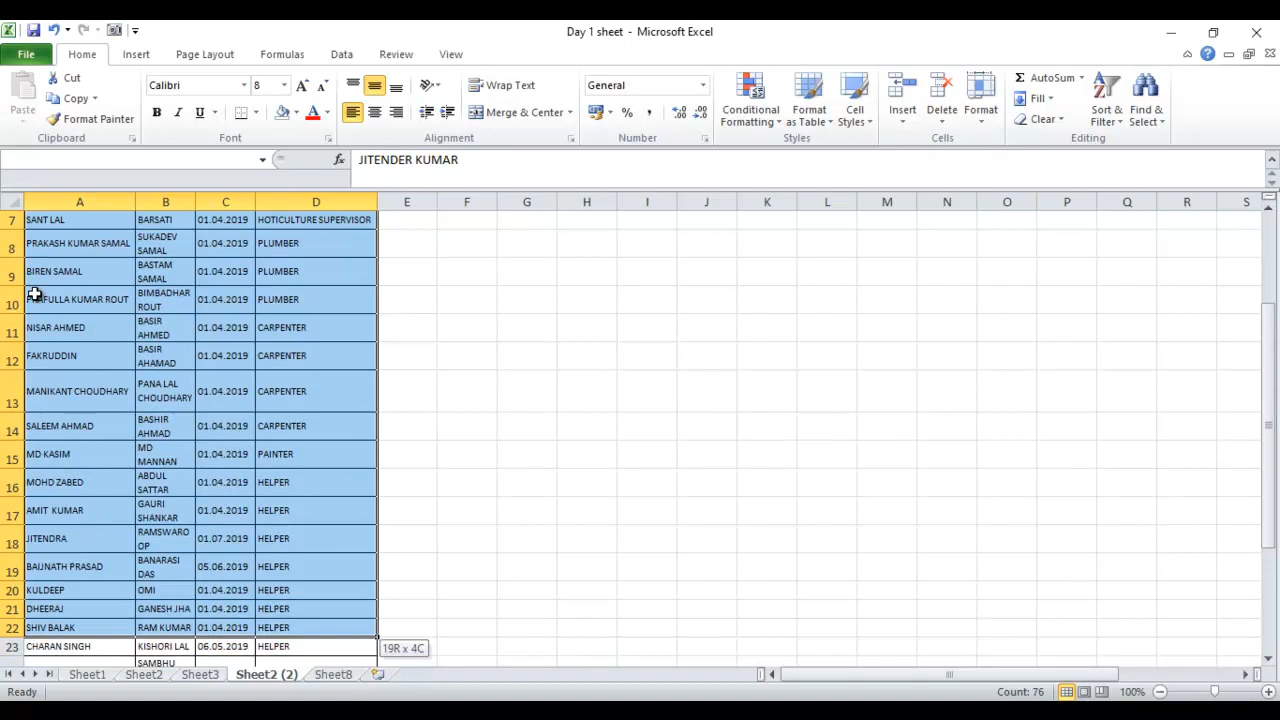 Day 1 sheet - Microsoft Excel
File Home Insert Page Layout Formulas Data Review View
Paste
Cut
Copy
Format Painter
Clipboard
Calibri 8
B I U
Font
Wrap Text
Merge & Center
Alignment
General
%
Number
Conditional Formatting
Format as Table
Cell Styles
Styles
Insert Delete Format
Cells
AutoSum
Fill
Clear
Sort & Filter
Find & Select
Editing
fx JITENDER KUMAR
A B C D E F G H I J K L M N O P Q R S
7 SANT LAL BARSATI 01.04.2019 HOTICULTURE SUPERVISOR
8 PRAKASH KUMAR SAMAL SUKADEV SAMAL 01.04.2019 PLUMBER
9 BIREN SAMAL BASTAM SAMAL 01.04.2019 PLUMBER
10 KUMAR ROUT BIMBADHAR ROUT 01.04.2019 PLUMBER
11 NISAR AHMED BASIR AHMED 01.04.2019 CARPENTER
12 FAKRUDDIN BASIR AHAMAD 01.04.2019 CARPENTER
13 MANIKANT CHOUDHARY PANA LAL CHOUDHARY 01.04.2019 CARPENTER
14 SALEEM AHMAD BASHIR AHMAD 01.04.2019 CARPENTER
15 MD KASIM MD MANNAN 01.04.2019 PAINTER
16 MOHD ZABED ABDUL SATTAR 01.04.2019 HELPER
17 AMIT KUMAR GAURI SHANKAR 01.04.2019 HELPER
18 JITENDRA RAMSWAROOP 01.07.2019 HELPER
19 BAIJNATH PRASAD BANARASI DAS 05.06.2019 HELPER
20 KULDEEP OMI 01.04.2019 HELPER
21 DHEERAJ GANESH JHA 01.04.2019 HELPER
22 SHIV BALAK RAM KUMAR 01.04.2019 HELPER
23 CHARAN SINGH KISHORI LAL 06.05.2019 HELPER
19R x 4C
SAMBHU
Sheet1 Sheet2 Sheet3 Sheet2 (2) Sheet8
Ready Count: 76 100%